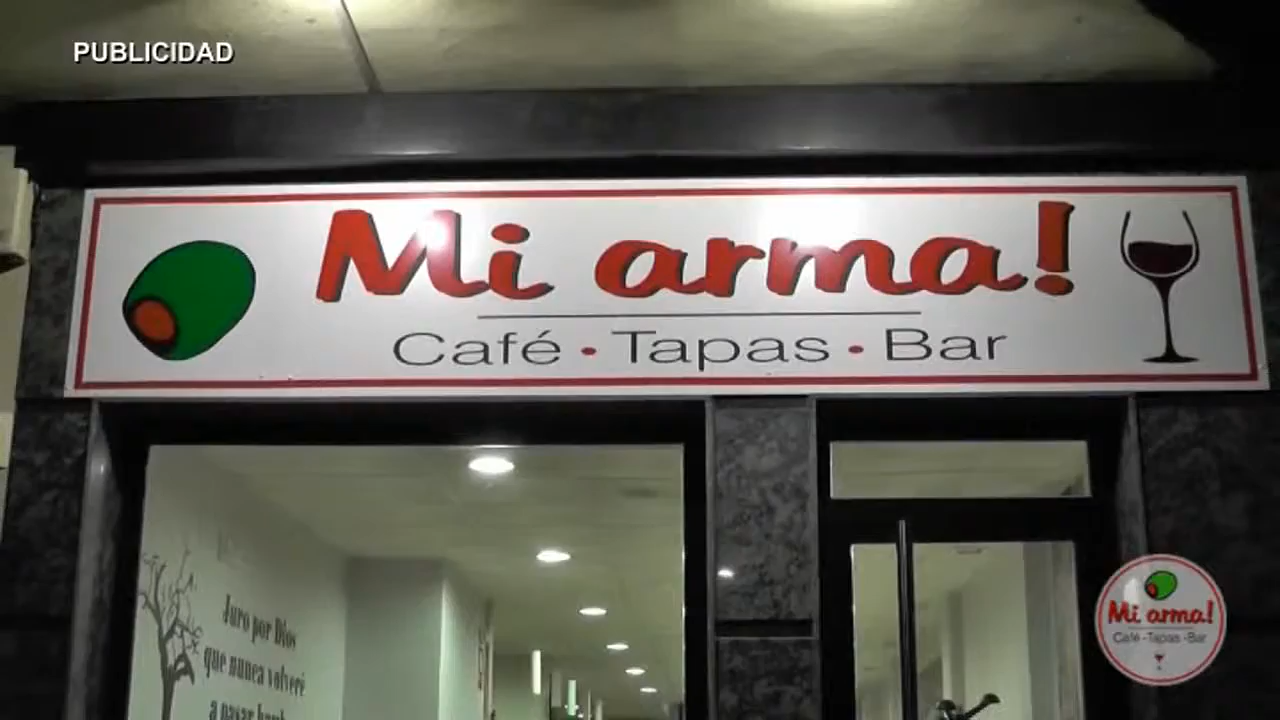 PUBLICIDAD
Mi arma!
Café · Tapas · Bar
Juro por Dios
que nunca volveré
a pasar
Mi arma!
Café - Tapas - Bar